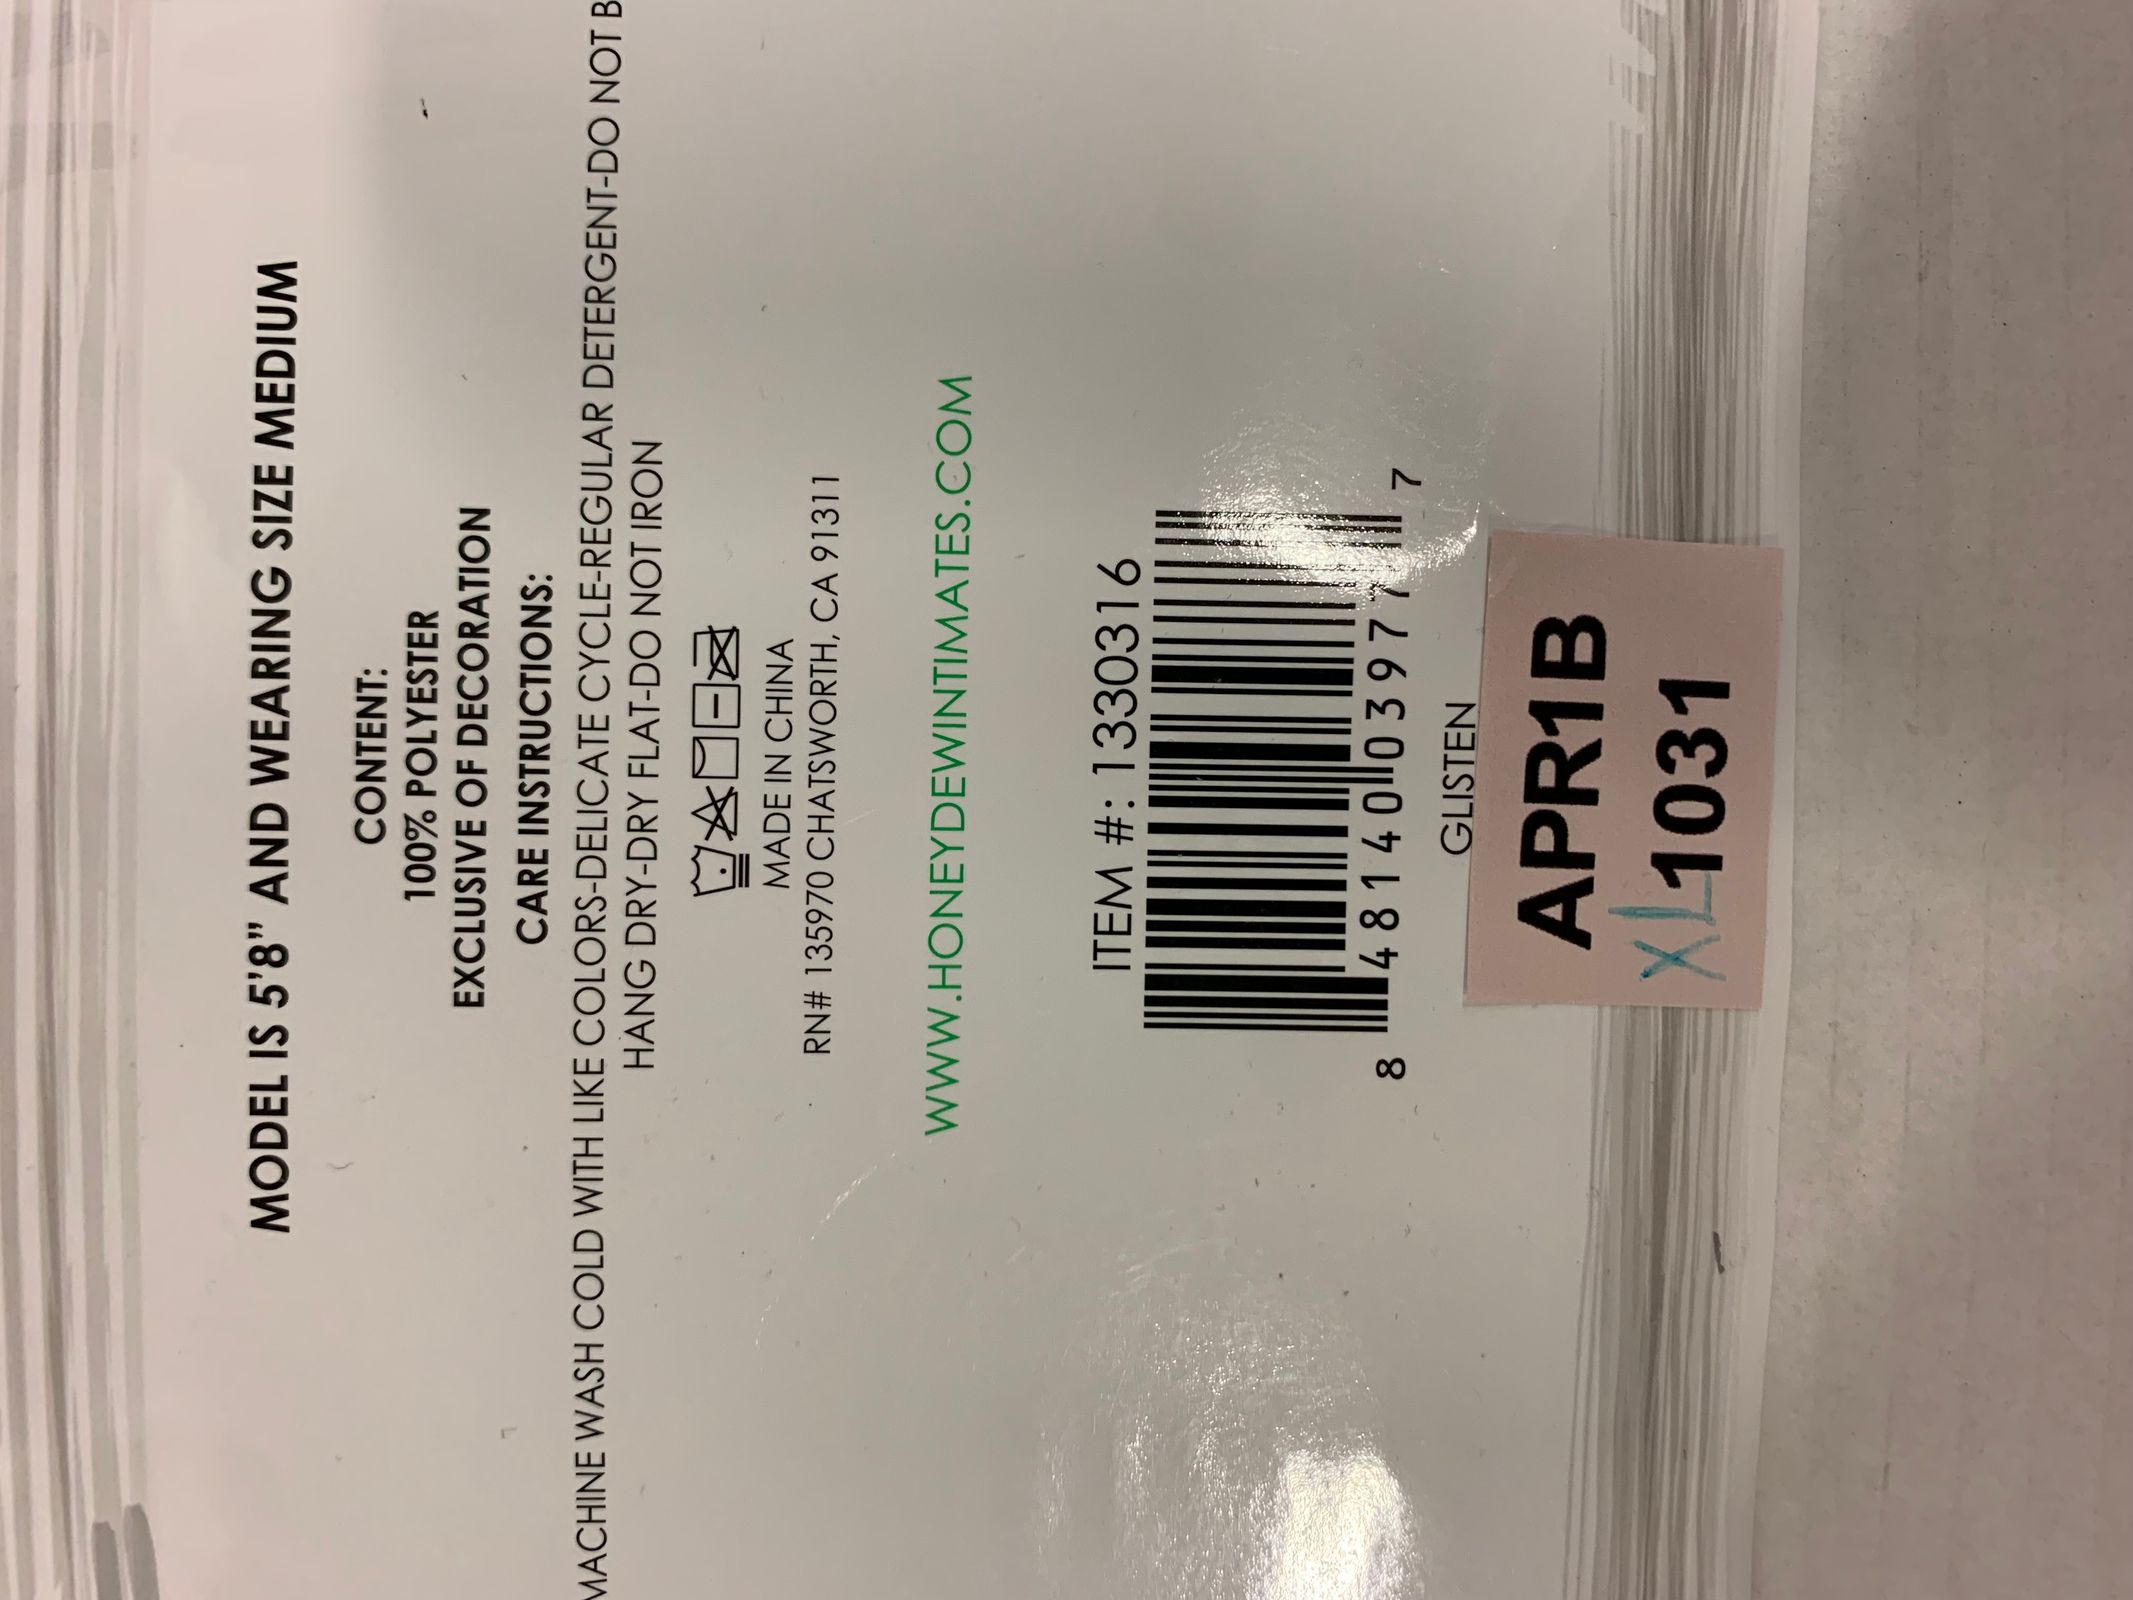 MODEL IS 5'8" AND WEARING SIZE MEDIUM
CONTENT:
100% POLYESTER
EXCLUSIVE OF DECORATION
CARE INSTRUCTIONS:
MACHINE WASH COLD WITH LIKE COLORS-DELICATE CYCLE-REGULAR DETERGENT-DO NOT B
HANG DRY-DRY FLAT-DO NOT IRON
MADE IN CHINA
RN# 135970 CHATSWORTH, CA 91311
WWW.HONEYDEWINTIMATES.COM
ITEM #: 1330316
8 48140 03977 7
GLISTEN
APR1B
XL 1031